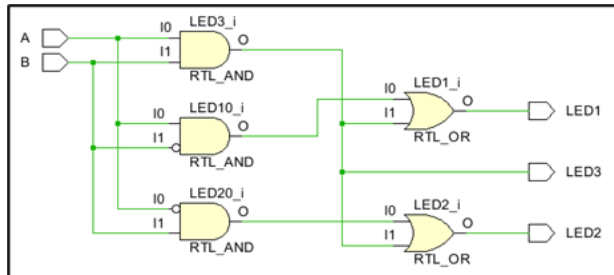 LED3_i
A
I0
O
B
I1
RTL_AND
LED1_i
LED10_i
I0
O
LED1
I1
I0
O
RTL_OR
I1
RTL_AND
LED3
LED20_i
LED2_i
I0
O
I0
O
LED2
I1
I1
RTL_AND
RTL_OR